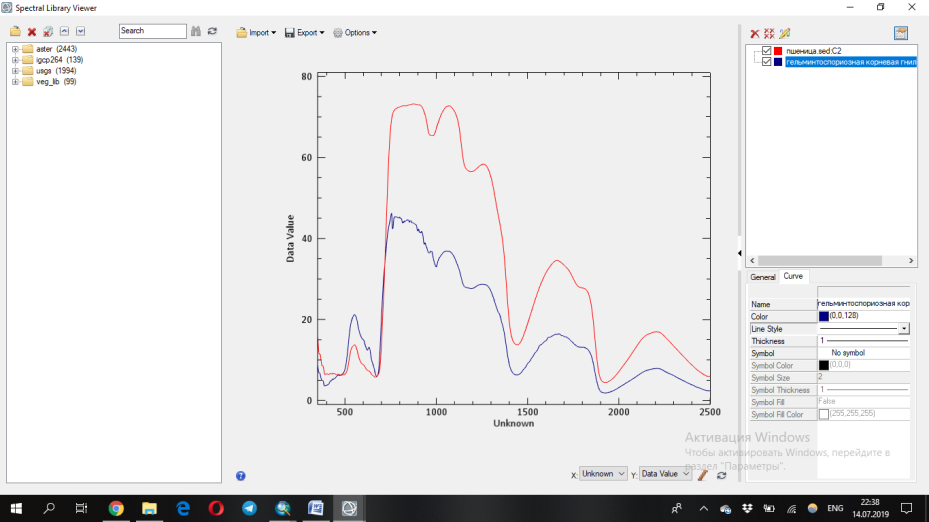 Spectral Library Viewer
Search
Import
Export
Options
aster (2443)
igcp264 (139)
usgs (1994)
veg_lib (99)
пшеница.sed:C2
гельминтоспориозная корневая гнил
80
60
40
20
0
Data Value
500
1000
1500
2000
2500
Unknown
General
Curve
Name гельминтоспориозная кор
Color (0,0,128)
Line Style
Thickness 1
Symbol No symbol
Symbol Color (0,0,0)
Symbol Size 2
Symbol Thickness 1
Symbol Fill False
Symbol Fill Color (255,255,255)
Активация Windows
Чтобы активировать Windows, перейдите в
раздел "Параметры".
X: Unknown
Y: Data Value
ENG
22:38
14.07.2019